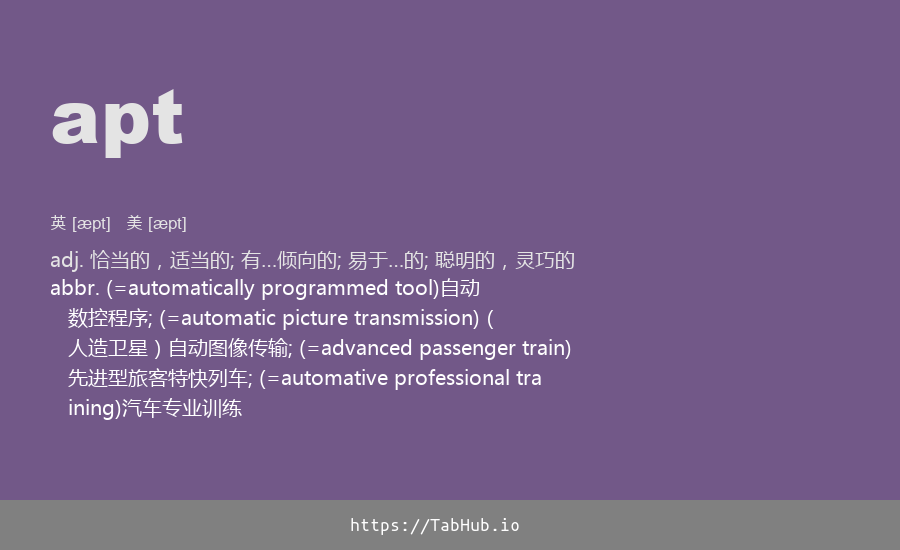 apt
英 [æpt]   美 [æpt]
adj. 恰当的，适当的; 有…倾向的; 易于…的; 聪明的，灵巧的
abbr. (=automatically programmed tool)自动
数控程序; (=automatic picture transmission)（
人造卫星）自动图像传输; (=advanced passenger train)
先进型旅客特快列车; (=automative professional tra
ining)汽车专业训练
https://TabHub.io